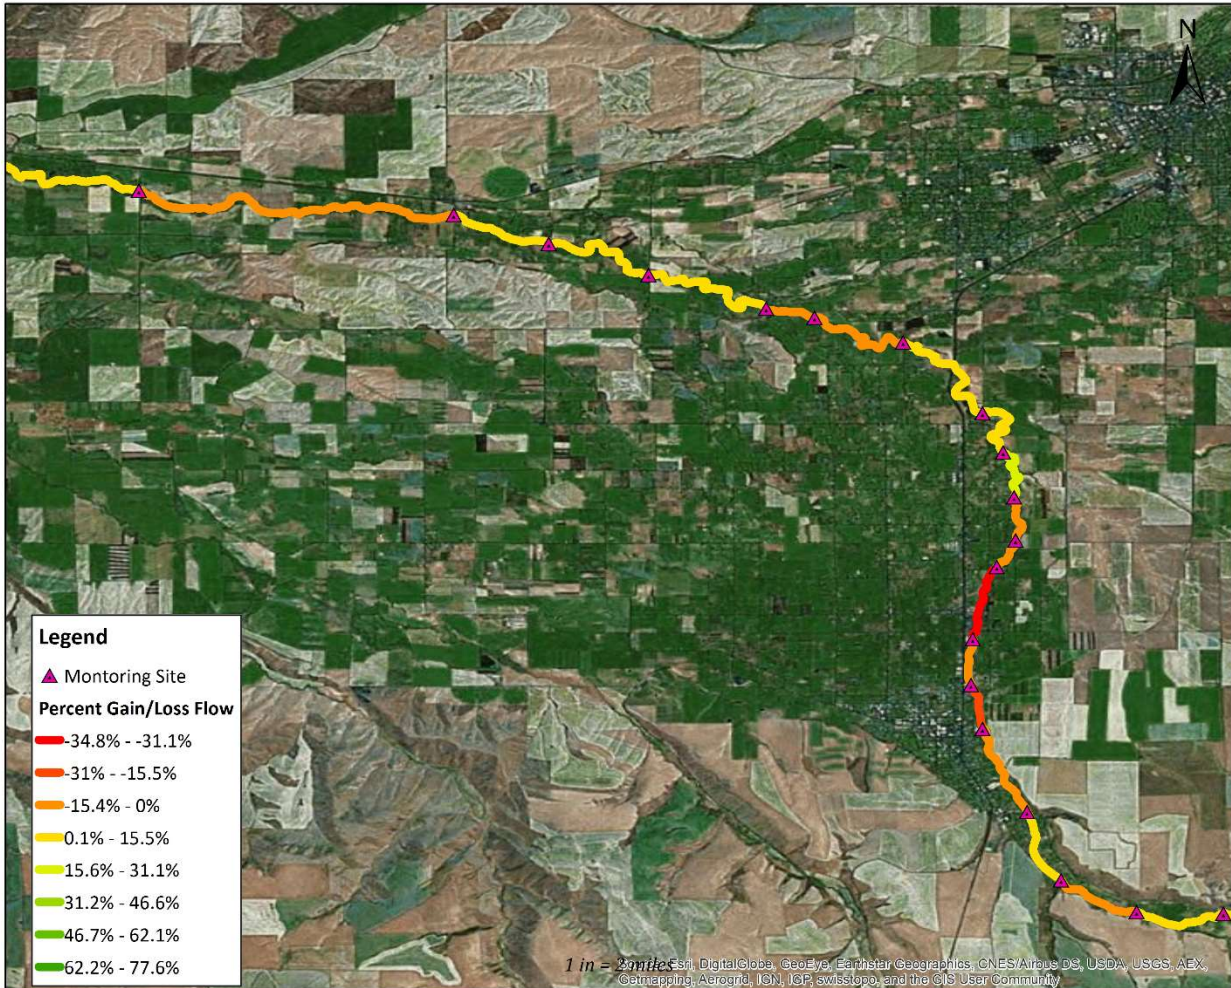 N
Legend
Montoring Site
Percent Gain/Loss Flow
-34.8% - -31.1%
-31% - -15.5%
-15.4% - 0%
0.1% - 15.5%
15.6% - 31.1%
31.2% - 46.6%
46.7% - 62.1%
62.2% - 77.6%
1 in = 2 miles
Esri, DigitalGlobe, GeoEye, Earthstar Geographics, CNES/Airbus DS, USDA, USGS, AEX,
Getmapping, Aerogrid, IGN, IGP, swisstopo, and the GIS User Community